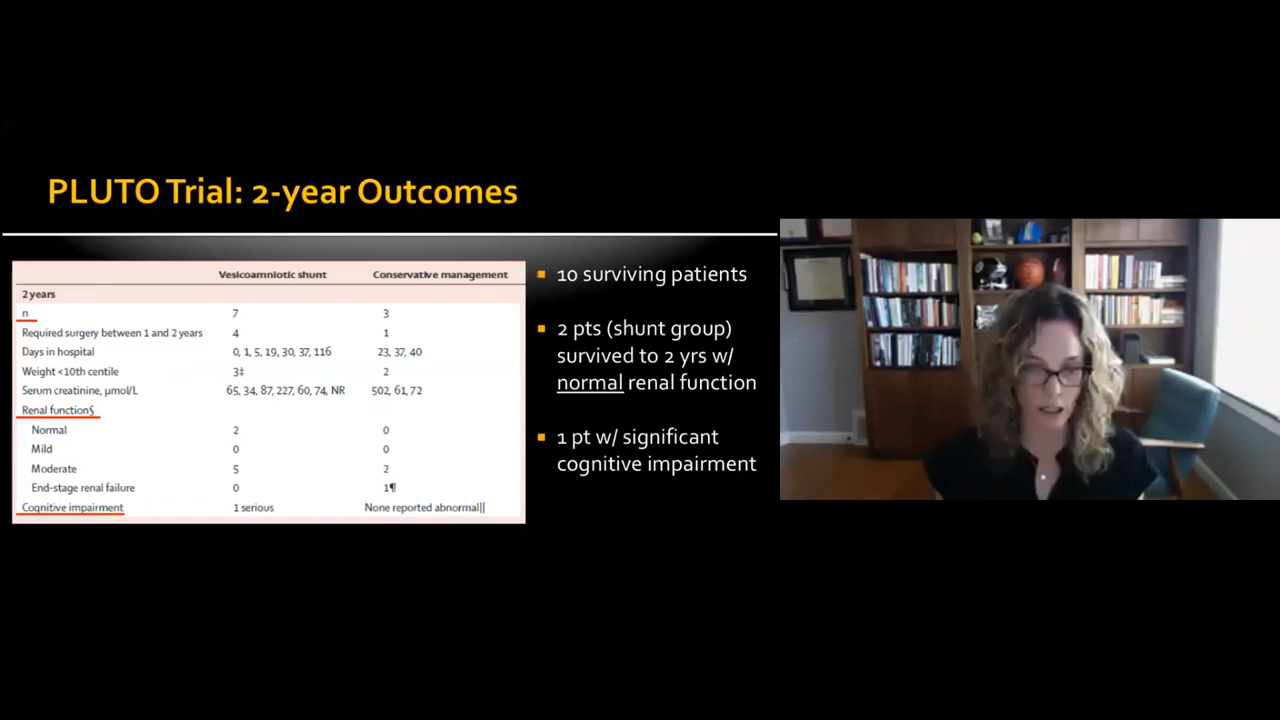 PLUTO Trial: 2-year Outcomes
Vesicoamniotic shunt Conservative management
2 years
n 7 3
Required surgery between 1 and 2 years 4 1
Days in hospital 0, 1, 5, 19, 30, 37, 116 23, 37, 40
Weight <10th centile 3‡ 2
Serum creatinine, μmol/L 65, 34, 87, 227, 60, 74, NR 502, 61, 72
Renal function§
Normal 2 0
Mild 0 0
Moderate 5 2
End-stage renal failure 0 1¶
Cognitive impairment 1 serious None reported abnormal||
10 surviving patients
2 pts (shunt group)
survived to 2 yrs w/
normal renal function
1 pt w/ significant
cognitive impairment